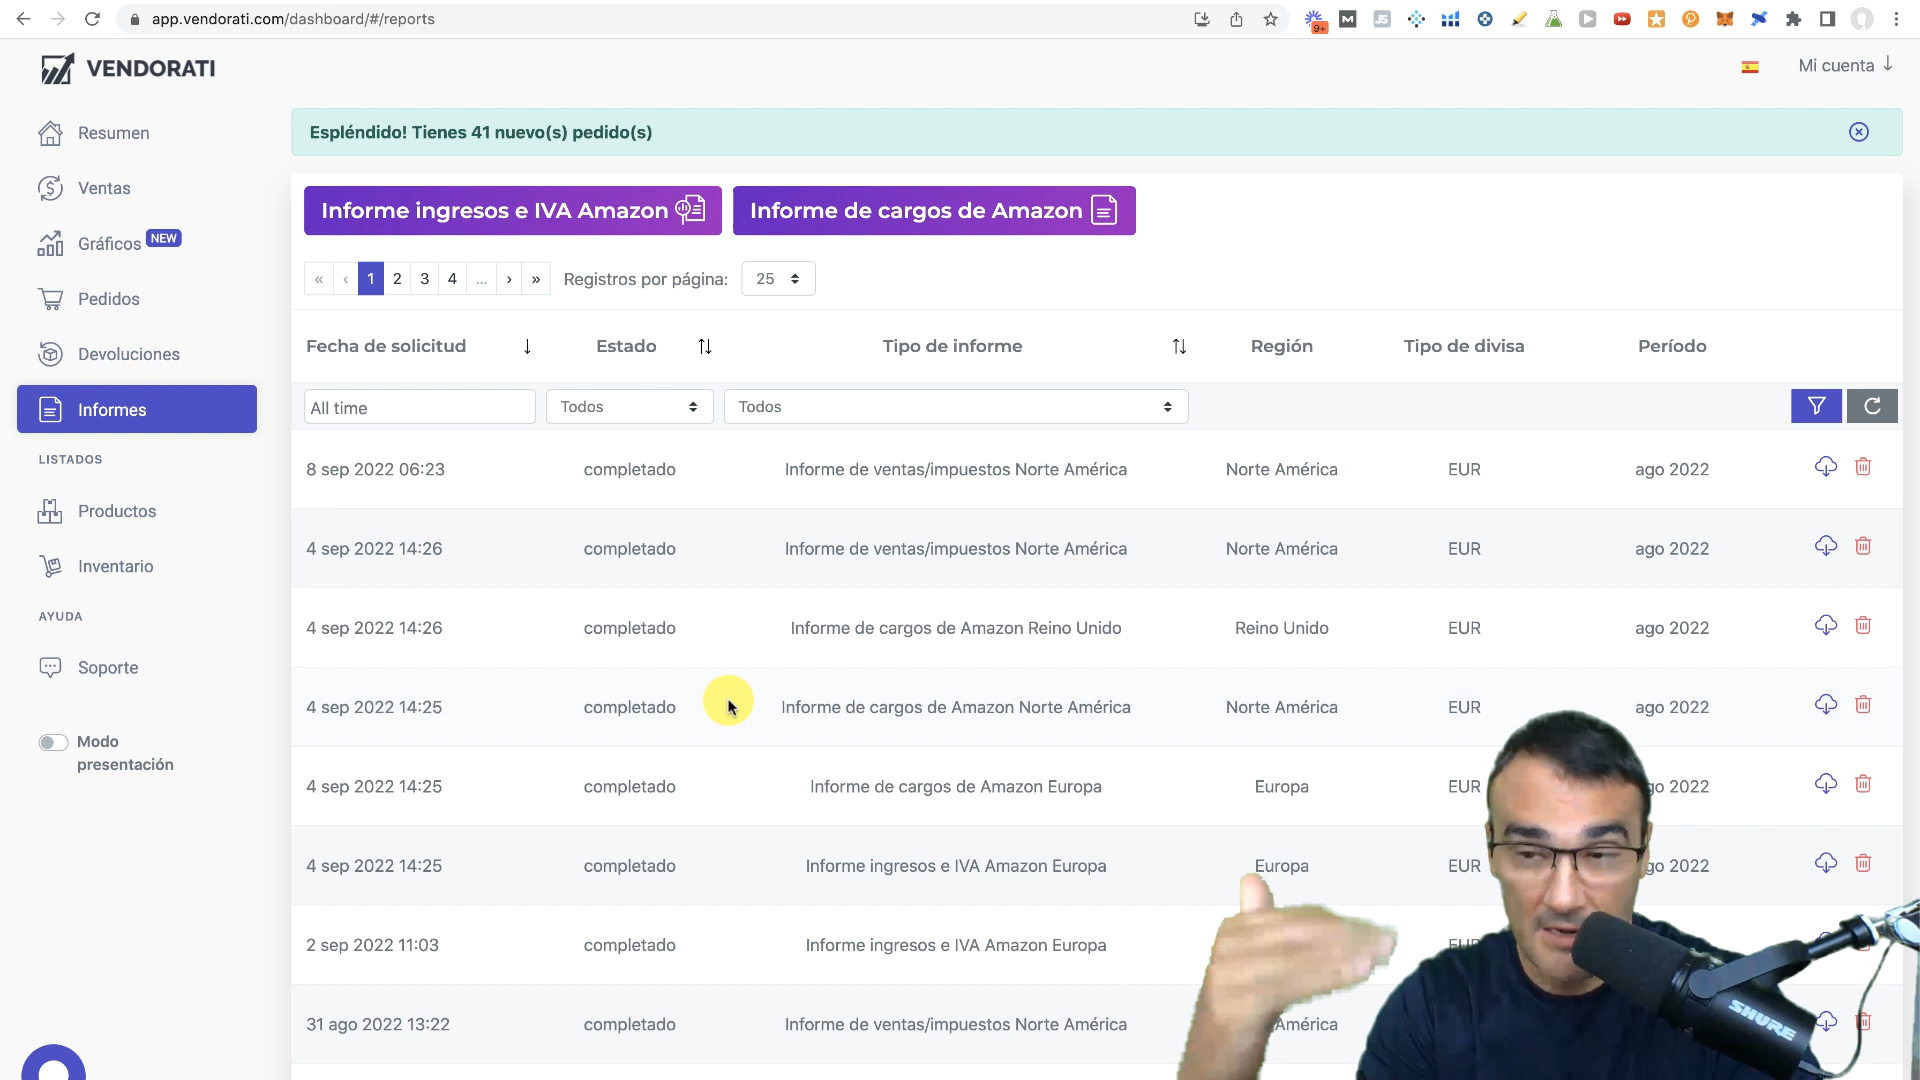 app.vendorati.com/dashboard/#/reports
9+
VENDORATI
Mi cuenta
Espléndido! Tienes 41 nuevo(s) pedido(s)
Resumen
Ventas
Gráficos NEW
Pedidos
Devoluciones
Informes
LISTADOS
Productos
Inventario
AYUDA
Soporte
Modo
presentación
Informe ingresos e IVA Amazon
Informe de cargos de Amazon
« ‹ 1 2 3 4 ... › » Registros por página: 25
Fecha de solicitud Estado Tipo de informe Región Tipo de divisa Período
All time Todos Todos
8 sep 2022 06:23 completado Informe de ventas/impuestos Norte América Norte América EUR ago 2022
4 sep 2022 14:26 completado Informe de ventas/impuestos Norte América Norte América EUR ago 2022
4 sep 2022 14:26 completado Informe de cargos de Amazon Reino Unido Reino Unido EUR ago 2022
4 sep 2022 14:25 completado Informe de cargos de Amazon Norte América Norte América EUR ago 2022
4 sep 2022 14:25 completado Informe de cargos de Amazon Europa Europa EUR go 2022
4 sep 2022 14:25 completado Informe ingresos e IVA Amazon Europa Europa EUR go 2022
2 sep 2022 11:03 completado Informe ingresos e IVA Amazon Europa EUR
31 ago 2022 13:22 completado Informe de ventas/impuestos Norte América América
SHURE